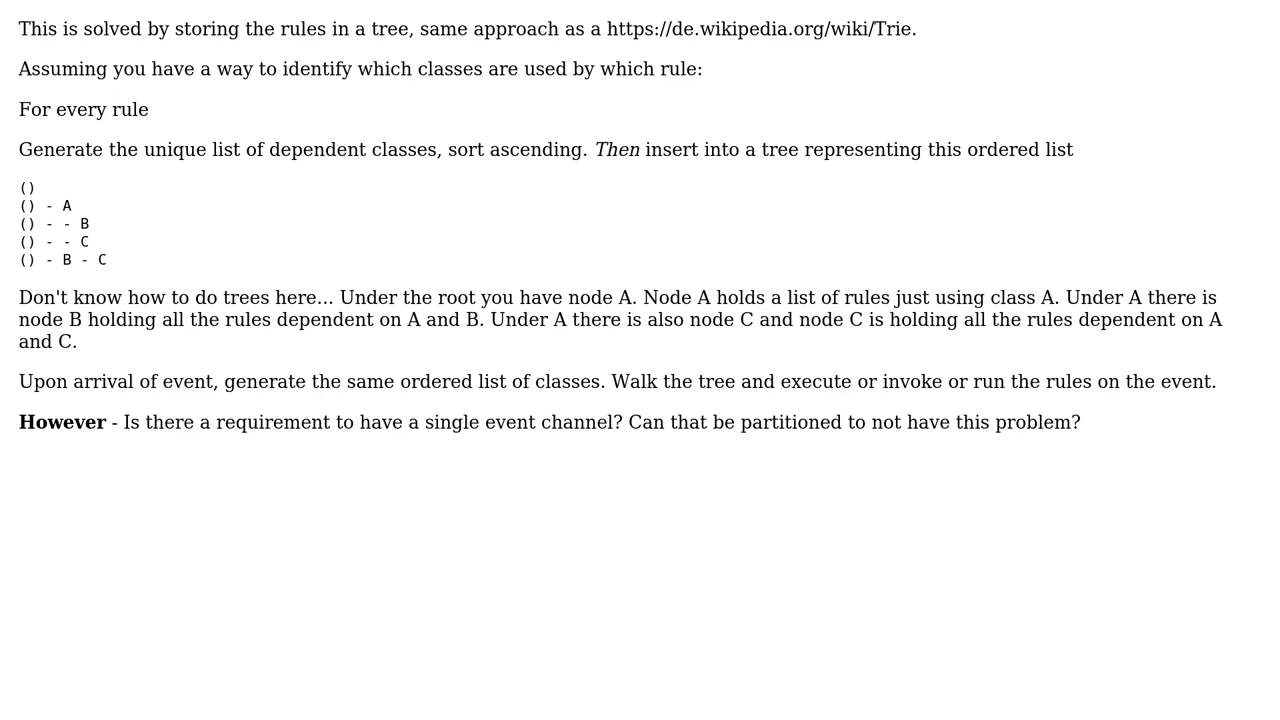 This is solved by storing the rules in a tree, same approach as a https://de.wikipedia.org/wiki/Trie.
Assuming you have a way to identify which classes are used by which rule:
For every rule
Generate the unique list of dependent classes, sort ascending. Then insert into a tree representing this ordered list
()
() - A
() - - B
() - - C
() - B - C
Don't know how to do trees here... Under the root you have node A. Node A holds a list of rules just using class A. Under A there is
node B holding all the rules dependent on A and B. Under A there is also node C and node C is holding all the rules dependent on A
and C.
Upon arrival of event, generate the same ordered list of classes. Walk the tree and execute or invoke or run the rules on the event.
However - Is there a requirement to have a single event channel? Can that be partitioned to not have this problem?